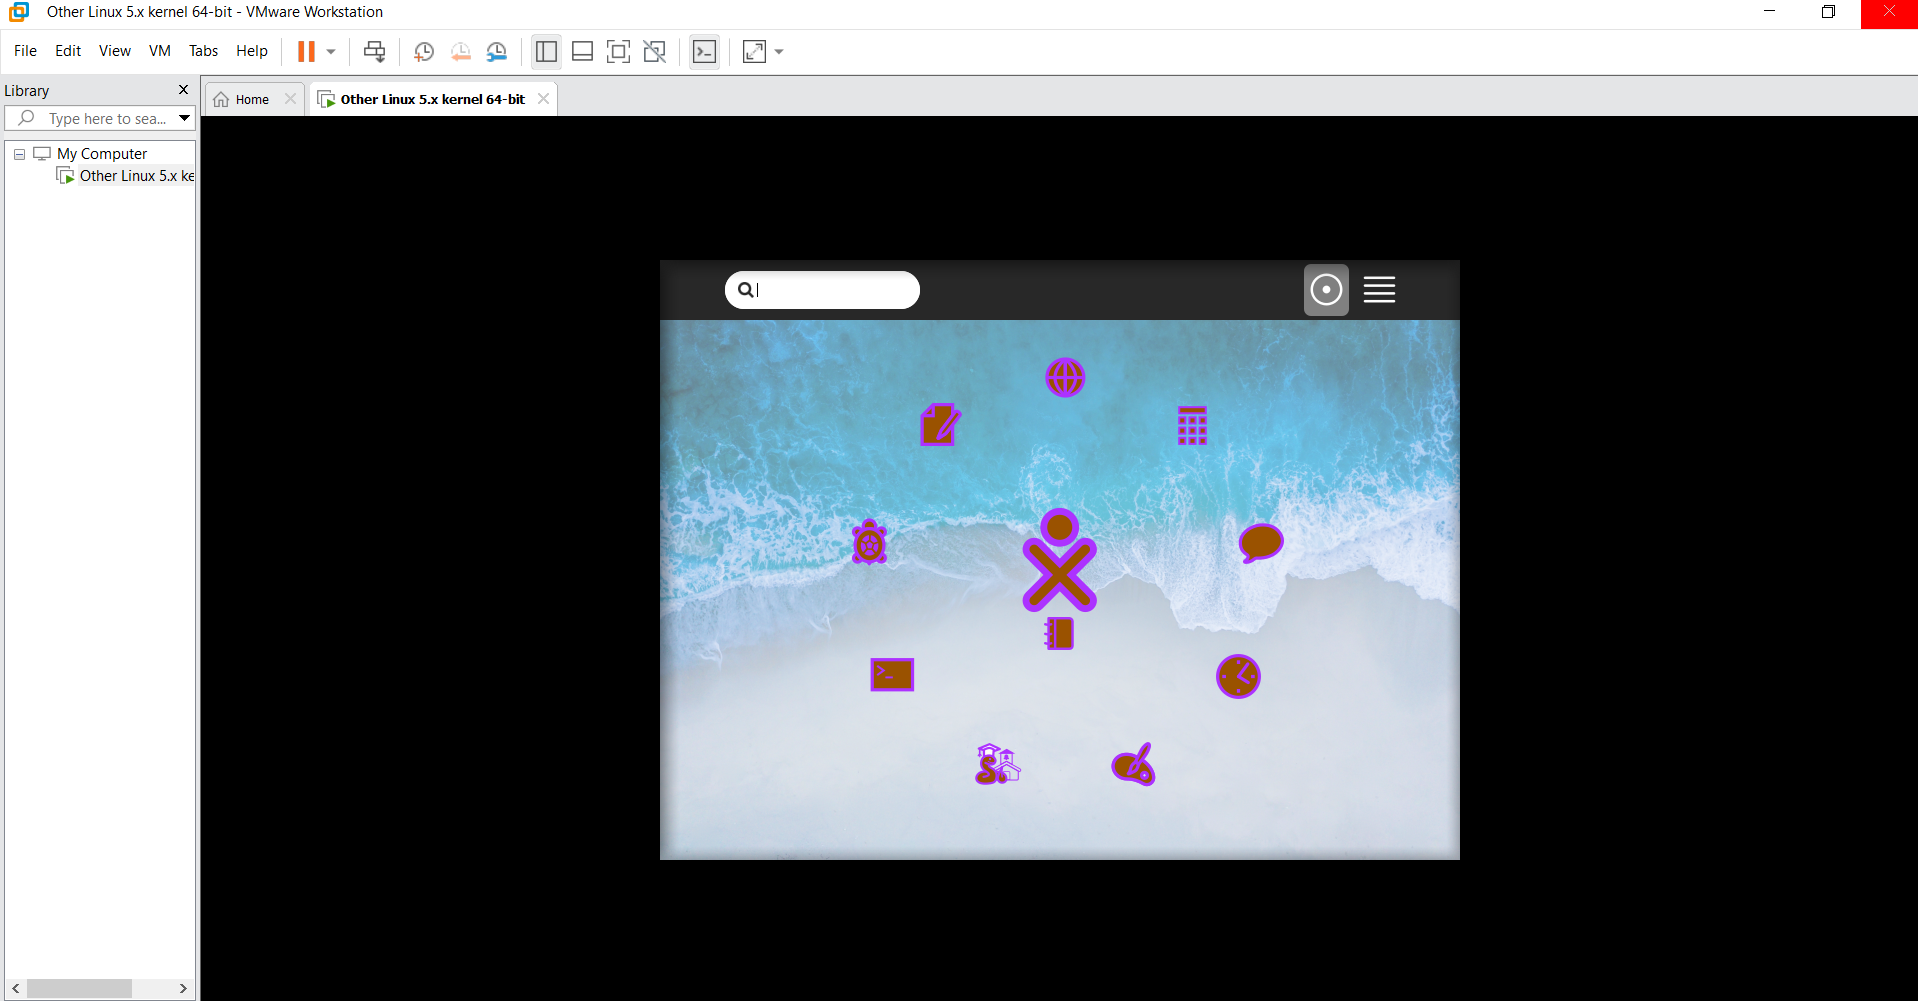 Other Linux 5.x kernel 64-bit - VMware Workstation
File Edit View VM Tabs Help
Library
Home
Other Linux 5.x kernel 64-bit
Type here to sea...
My Computer
Other Linux 5.x ke